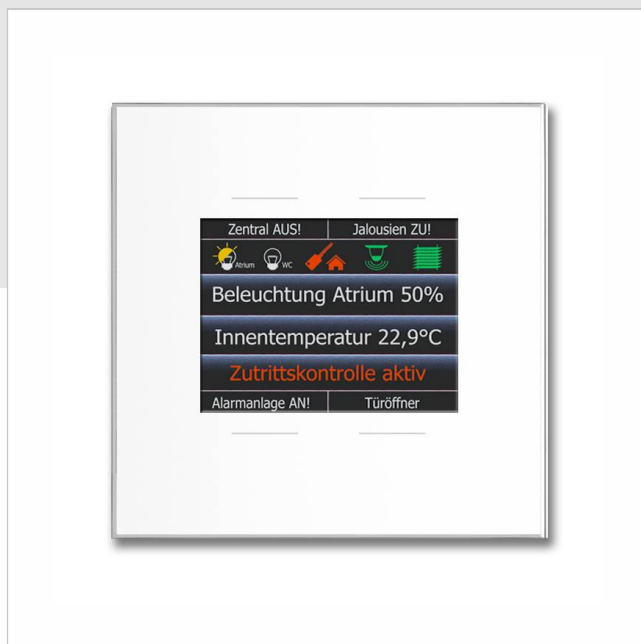 Zentral AUS! Jalousien ZU!
Atrium WC
Beleuchtung Atrium 50%
Innentemperatur 22,9°C
Zutrittskontrolle aktiv
Alarmanlage AN! Türöffner